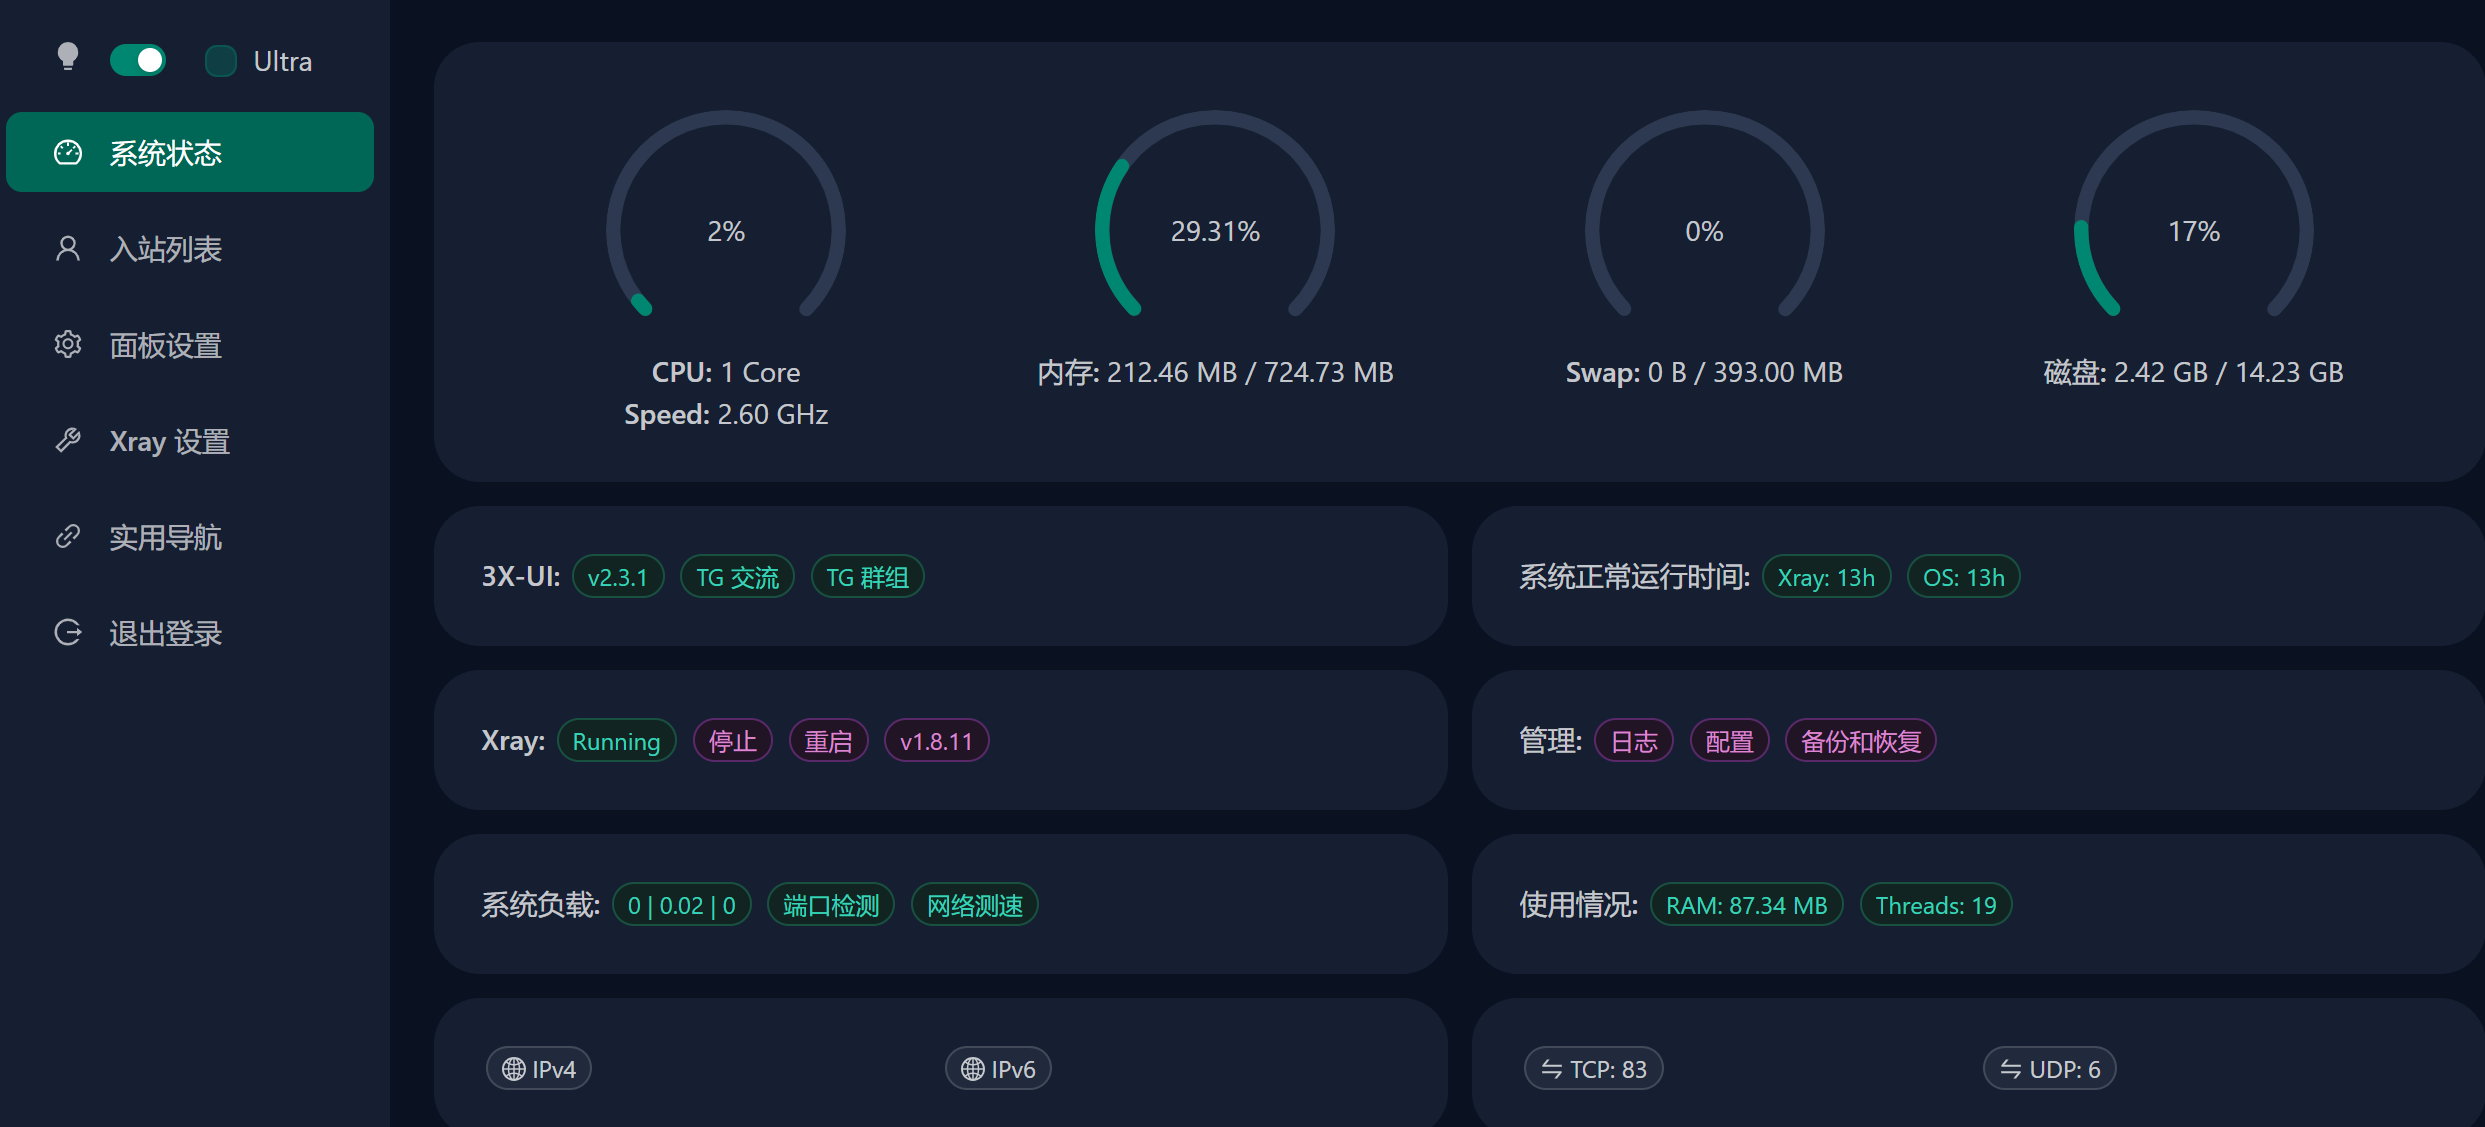 Ultra
系统状态
入站列表
面板设置
Xray 设置
实用导航
退出登录
2%
CPU: 1 Core
Speed: 2.60 GHz
29.31%
内存: 212.46 MB / 724.73 MB
0%
Swap: 0 B / 393.00 MB
17%
磁盘: 2.42 GB / 14.23 GB
3X-UI: v2.3.1 TG 交流 TG 群组
系统正常运行时间: Xray: 13h OS: 13h
Xray: Running 停止 重启 v1.8.11
管理: 日志 配置 备份和恢复
系统负载: 0 | 0.02 | 0 端口检测 网络测速
使用情况: RAM: 87.34 MB Threads: 19
IPv4 IPv6
TCP: 83 UDP: 6